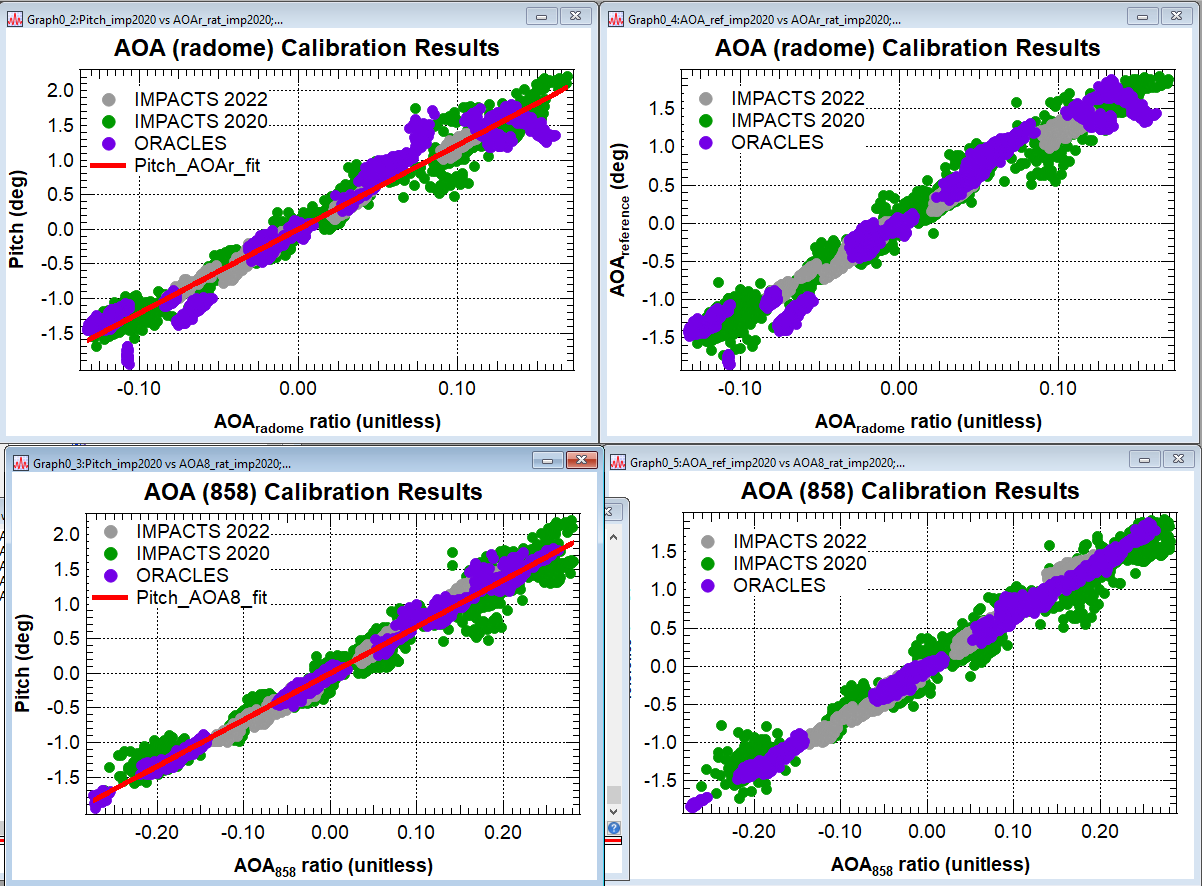 Graph0_2:Pitch_imp2020 vs AOAr_rat_imp2020;...
AOA (radome) Calibration Results
IMPACTS 2022
IMPACTS 2020
ORACLES
Pitch_AOAr_fit
2.0
1.5
1.0
0.5
0.0
-0.5
-1.0
-1.5
Pitch (deg)
-0.10 0.00 0.10
AOAradome ratio (unitless)
Graph0_4:AOA_ref_imp2020 vs AOAr_rat_imp2020;...
AOA (radome) Calibration Results
IMPACTS 2022
IMPACTS 2020
ORACLES
1.5
1.0
0.5
0.0
-0.5
-1.0
-1.5
AOAreference (deg)
-0.10 0.00 0.10
AOAradome ratio (unitless)
Graph0_3:Pitch_imp2020 vs AOA8_rat_imp2020;...
AOA (858) Calibration Results
IMPACTS 2022
IMPACTS 2020
ORACLES
Pitch_AOA8_fit
2.0
1.5
1.0
0.5
0.0
-0.5
-1.0
-1.5
Pitch (deg)
-0.20 -0.10 0.00 0.10 0.20
AOA858 ratio (unitless)
Graph0_5:AOA_ref_imp2020 vs AOA8_rat_imp2020;...
AOA (858) Calibration Results
IMPACTS 2022
IMPACTS 2020
ORACLES
1.5
1.0
0.5
0.0
-0.5
-1.0
-1.5
-0.20 -0.10 0.00 0.10 0.20
AOA858 ratio (unitless)